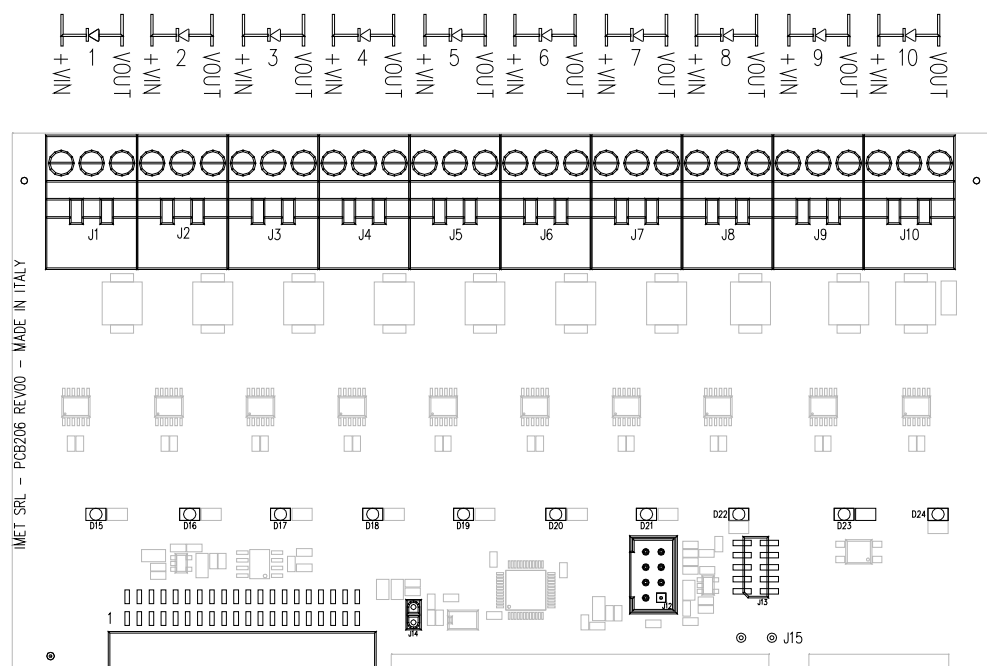 1 2 3 4 5 6 7 8 9 10
+VIN VOUT +VIN VOUT +VIN VOUT +VIN VOUT +VIN VOUT +VIN VOUT +VIN VOUT +VIN VOUT +VIN VOUT +VIN VOUT
J1 J2 J3 J4 J5 J6 J7 J8 J9 J10
IMET SRL - PCB206 REV00 - MADE IN ITALY
D15 D16 D17 D18 D19 D20 D21 D22 D23 D24
J12 J13
1
J14
J15